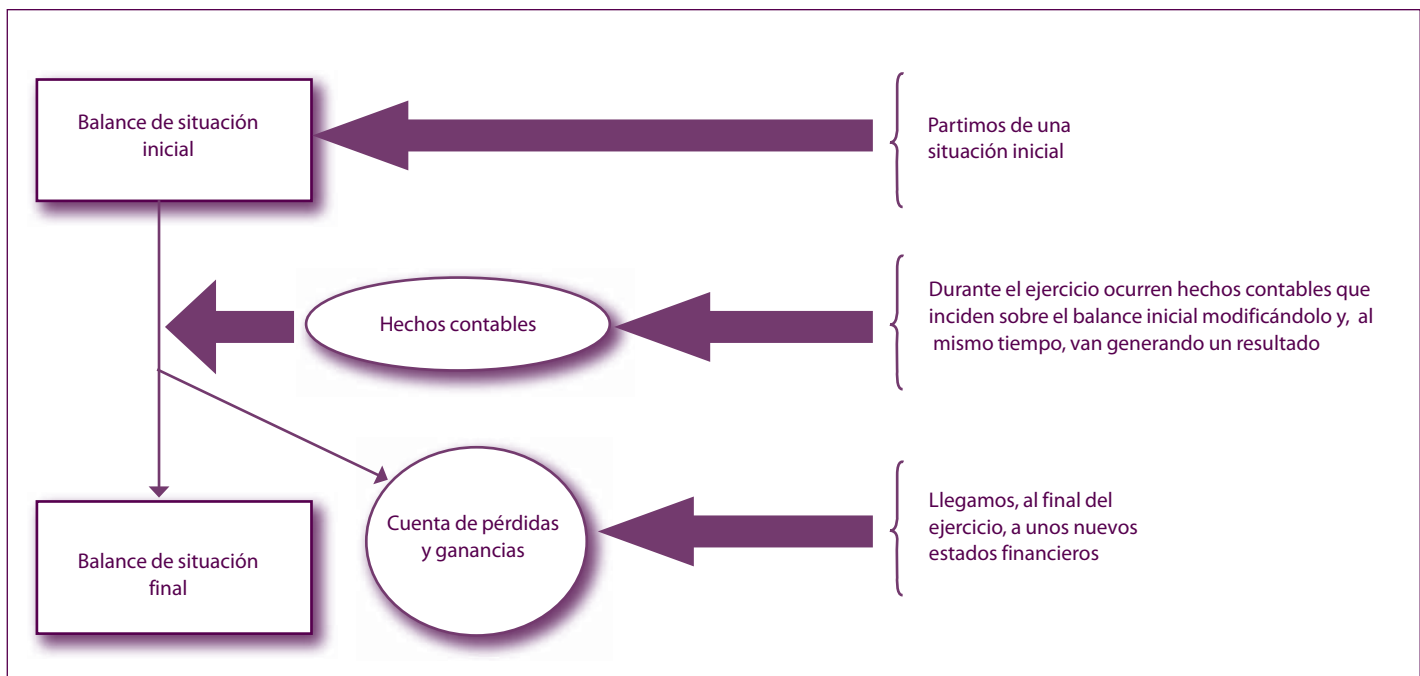 Balance de situación
inicial
Partimos de una
situación inicial
Hechos contables
Durante el ejercicio ocurren hechos contables que
inciden sobre el balance inicial modificándolo y, al
mismo tiempo, van generando un resultado
Balance de situación
final
Cuenta de pérdidas
y ganancias
Llegamos, al final del
ejercicio, a unos nuevos
estados financieros